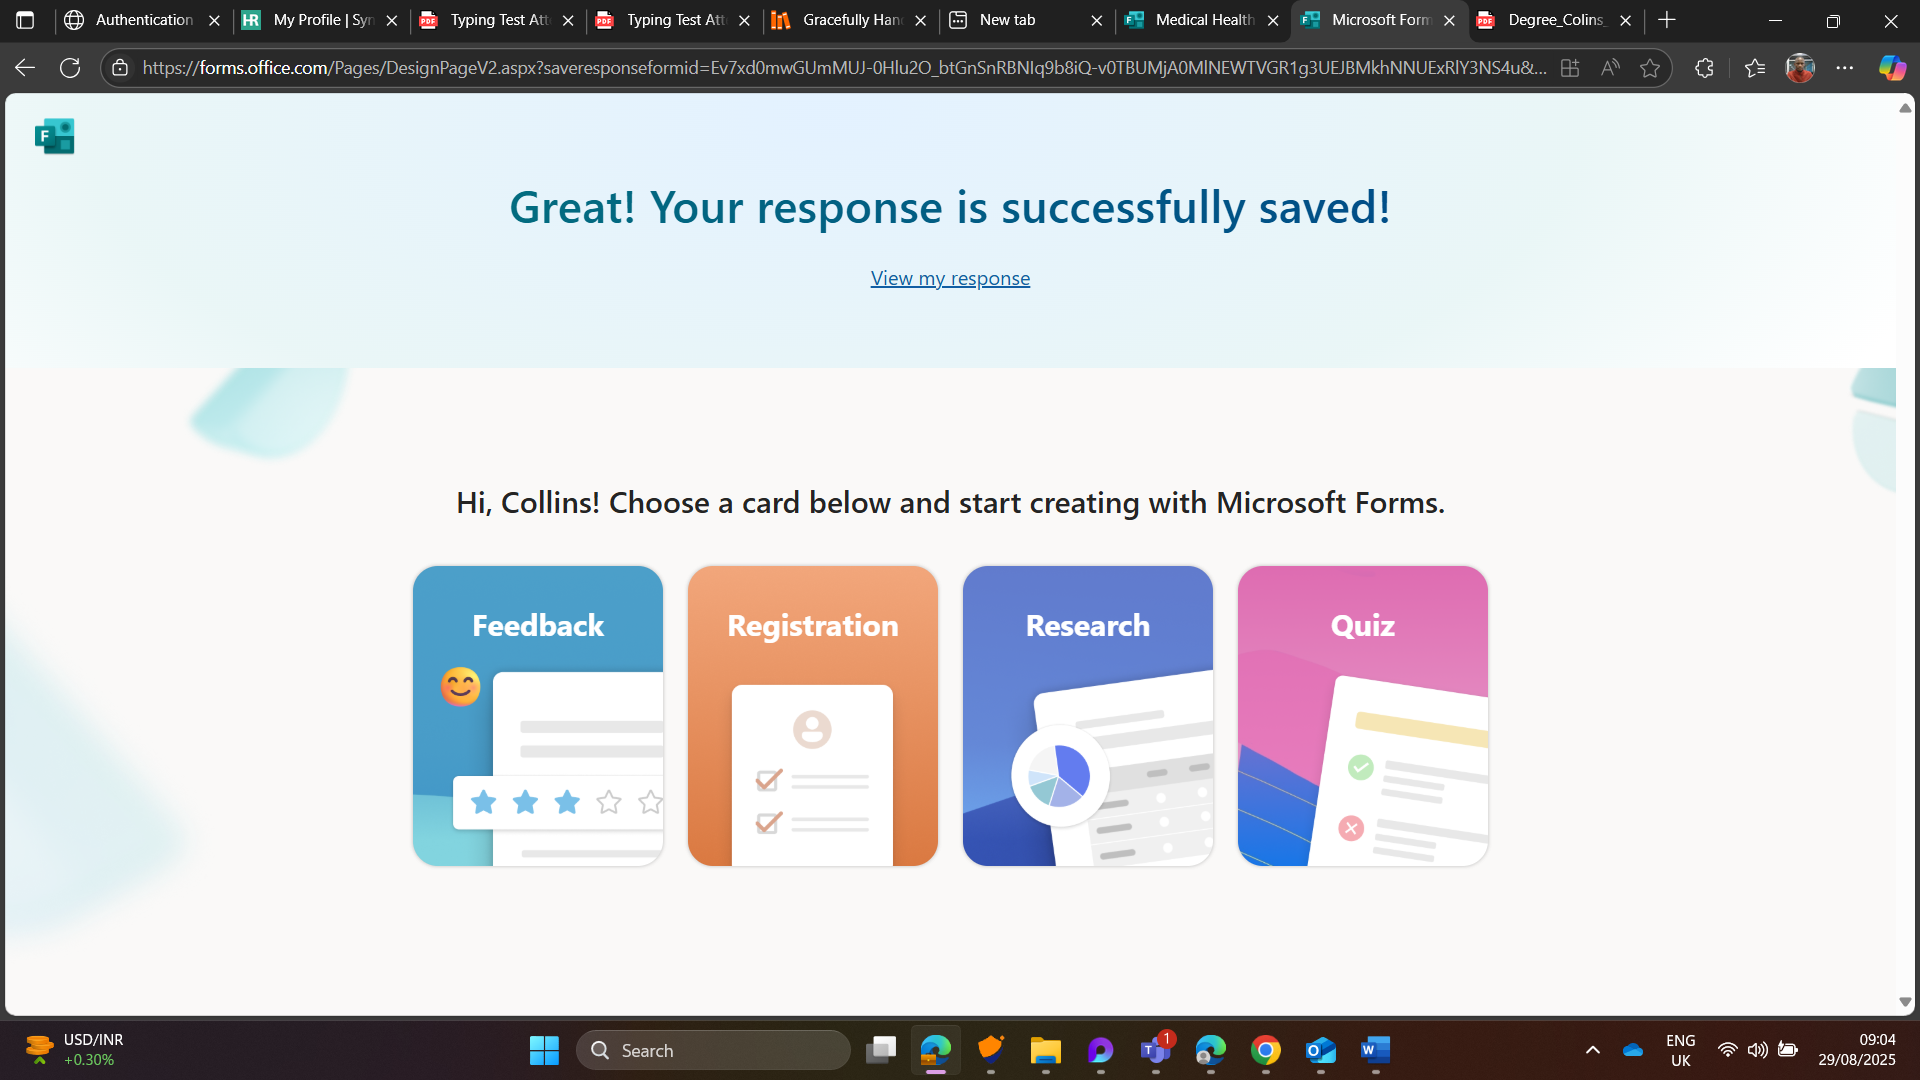 Authentication
My Profile | Syn
Typing Test Att
Typing Test Att
Gracefully Hand
New tab
Medical Health
Microsoft Form
Degree_Colins_
https://forms.office.com/Pages/DesignPageV2.aspx?saveresponseformid=Ev7xd0mwGUmMUJ-0Hlu2O_btGnSnRBNIq9b8iQ-v0TBUMjA0MlNEWTVGR1g3UEJBMkhNNUExRlY3NS4u&...
Great! Your response is successfully saved!
View my response
Hi, Collins! Choose a card below and start creating with Microsoft Forms.
Feedback
Registration
Research
Quiz
USD/INR
+0.30%
Search
1
ENG
UK
09:04
29/08/2025